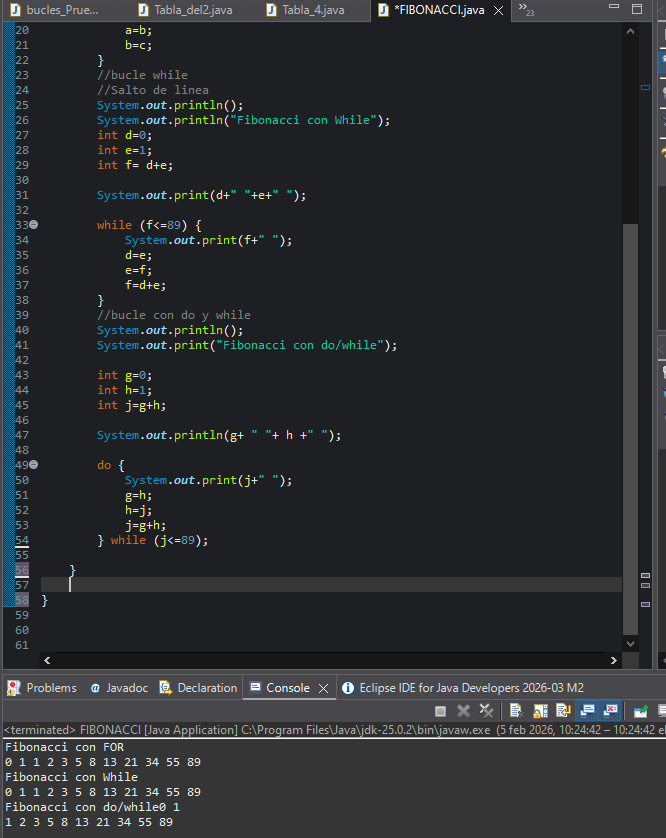 bucles_Prue...
Tabla_del2.java
Tabla_4.java
*FIBONACCI.java
23
20 a=b;
21 b=c;
22 }
23 //bucle while
24 //Salto de linea
25 System.out.println();
26 System.out.println("Fibonacci con While");
27 int d=0;
28 int e=1;
29 int f= d+e;
30
31 System.out.print(d+" "+e+" ");
32
33 while (f<=89) {
34 System.out.print(f+" ");
35 d=e;
36 e=f;
37 f=d+e;
38 }
39 //bucle con do y while
40 System.out.println();
41 System.out.print("Fibonacci con do/while");
42
43 int g=0;
44 int h=1;
45 int j=g+h;
46
47 System.out.println(g+ " "+ h +" ");
48
49 do {
50 System.out.print(j+" ");
51 g=h;
52 h=j;
53 j=g+h;
54 } while (j<=89);
55
56 }
57
58 }
59
60
61
Problems
Javadoc
Declaration
Console
Eclipse IDE for Java Developers 2026-03 M2
<terminated> FIBONACCI [Java Application] C:\Program Files\Java\jdk-25.0.2\bin\javaw.exe (5 feb 2026, 10:24:42 – 10:24:42 el
Fibonacci con FOR
0 1 1 2 3 5 8 13 21 34 55 89
Fibonacci con While
0 1 1 2 3 5 8 13 21 34 55 89
Fibonacci con do/while0 1
1 2 3 5 8 13 21 34 55 89